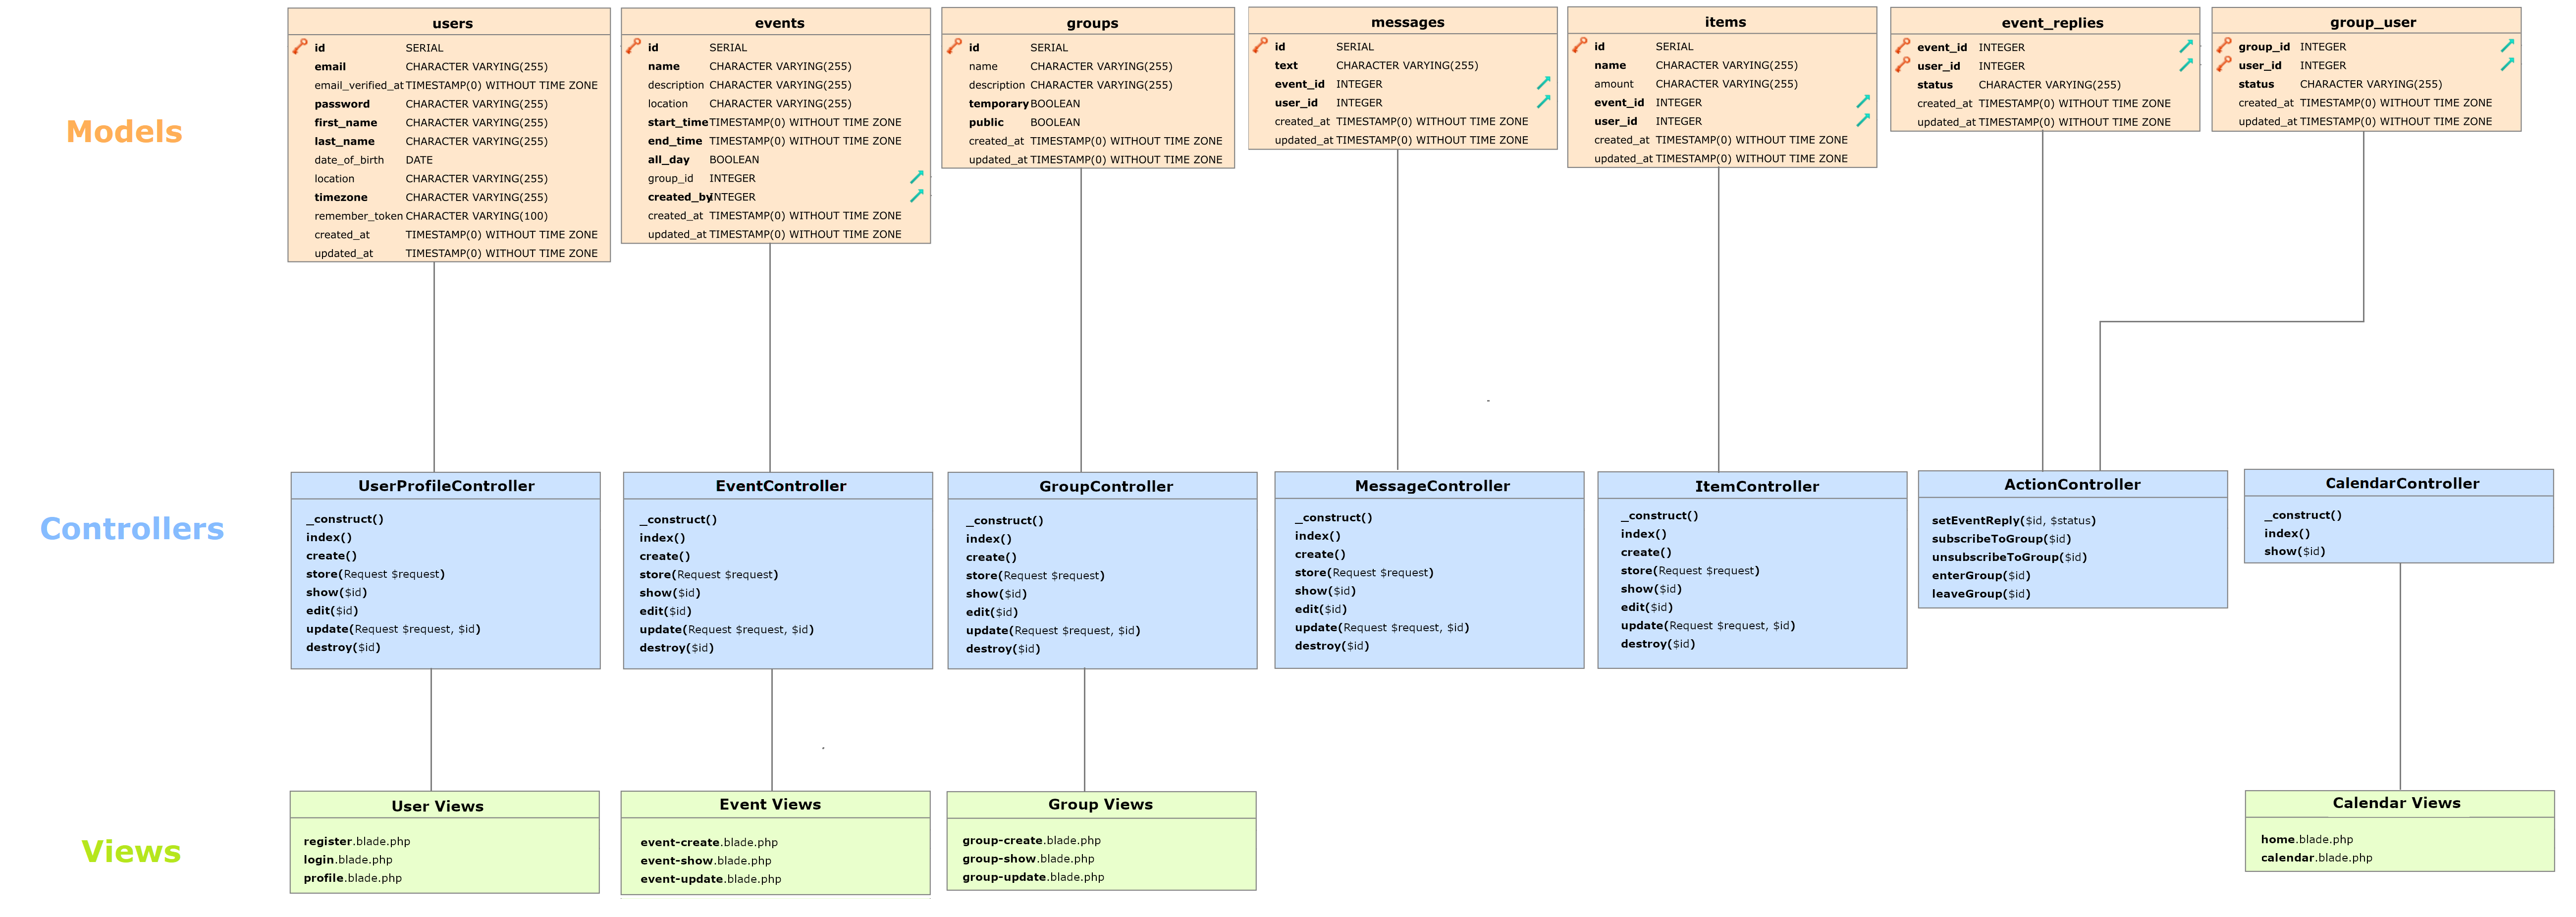 Models
users
id SERIAL
email CHARACTER VARYING(255)
email_verified_at TIMESTAMP(0) WITHOUT TIME ZONE
password CHARACTER VARYING(255)
first_name CHARACTER VARYING(255)
last_name CHARACTER VARYING(255)
date_of_birth DATE
location CHARACTER VARYING(255)
timezone CHARACTER VARYING(255)
remember_token CHARACTER VARYING(100)
created_at TIMESTAMP(0) WITHOUT TIME ZONE
updated_at TIMESTAMP(0) WITHOUT TIME ZONE
events
id SERIAL
name CHARACTER VARYING(255)
description CHARACTER VARYING(255)
location CHARACTER VARYING(255)
start_time TIMESTAMP(0) WITHOUT TIME ZONE
end_time TIMESTAMP(0) WITHOUT TIME ZONE
all_day BOOLEAN
group_id INTEGER
created_by INTEGER
created_at TIMESTAMP(0) WITHOUT TIME ZONE
updated_at TIMESTAMP(0) WITHOUT TIME ZONE
groups
id SERIAL
name CHARACTER VARYING(255)
description CHARACTER VARYING(255)
temporary BOOLEAN
public BOOLEAN
created_at TIMESTAMP(0) WITHOUT TIME ZONE
updated_at TIMESTAMP(0) WITHOUT TIME ZONE
messages
id SERIAL
text CHARACTER VARYING(255)
event_id INTEGER
user_id INTEGER
created_at TIMESTAMP(0) WITHOUT TIME ZONE
updated_at TIMESTAMP(0) WITHOUT TIME ZONE
items
id SERIAL
name CHARACTER VARYING(255)
amount CHARACTER VARYING(255)
event_id INTEGER
user_id INTEGER
created_at TIMESTAMP(0) WITHOUT TIME ZONE
updated_at TIMESTAMP(0) WITHOUT TIME ZONE
event_replies
event_id INTEGER
user_id INTEGER
status CHARACTER VARYING(255)
created_at TIMESTAMP(0) WITHOUT TIME ZONE
updated_at TIMESTAMP(0) WITHOUT TIME ZONE
group_user
group_id INTEGER
user_id INTEGER
status CHARACTER VARYING(255)
created_at TIMESTAMP(0) WITHOUT TIME ZONE
updated_at TIMESTAMP(0) WITHOUT TIME ZONE
Controllers
UserProfileController
_construct()
index()
create()
store(Request $request)
show($id)
edit($id)
update(Request $request, $id)
destroy($id)
EventController
_construct()
index()
create()
store(Request $request)
show($id)
edit($id)
update(Request $request, $id)
destroy($id)
GroupController
_construct()
index()
create()
store(Request $request)
show($id)
edit($id)
update(Request $request, $id)
destroy($id)
MessageController
_construct()
index()
create()
store(Request $request)
show($id)
edit($id)
update(Request $request, $id)
destroy($id)
ItemController
_construct()
index()
create()
store(Request $request)
show($id)
edit($id)
update(Request $request, $id)
destroy($id)
ActionController
setEventReply($id, $status)
subscribeToGroup($id)
unsubscribeToGroup($id)
enterGroup($id)
leaveGroup($id)
CalendarController
_construct()
index()
show($id)
Views
User Views
register.blade.php
login.blade.php
profile.blade.php
Event Views
event-create.blade.php
event-show.blade.php
event-update.blade.php
Group Views
group-create.blade.php
group-show.blade.php
group-update.blade.php
Calendar Views
home.blade.php
calendar.blade.php